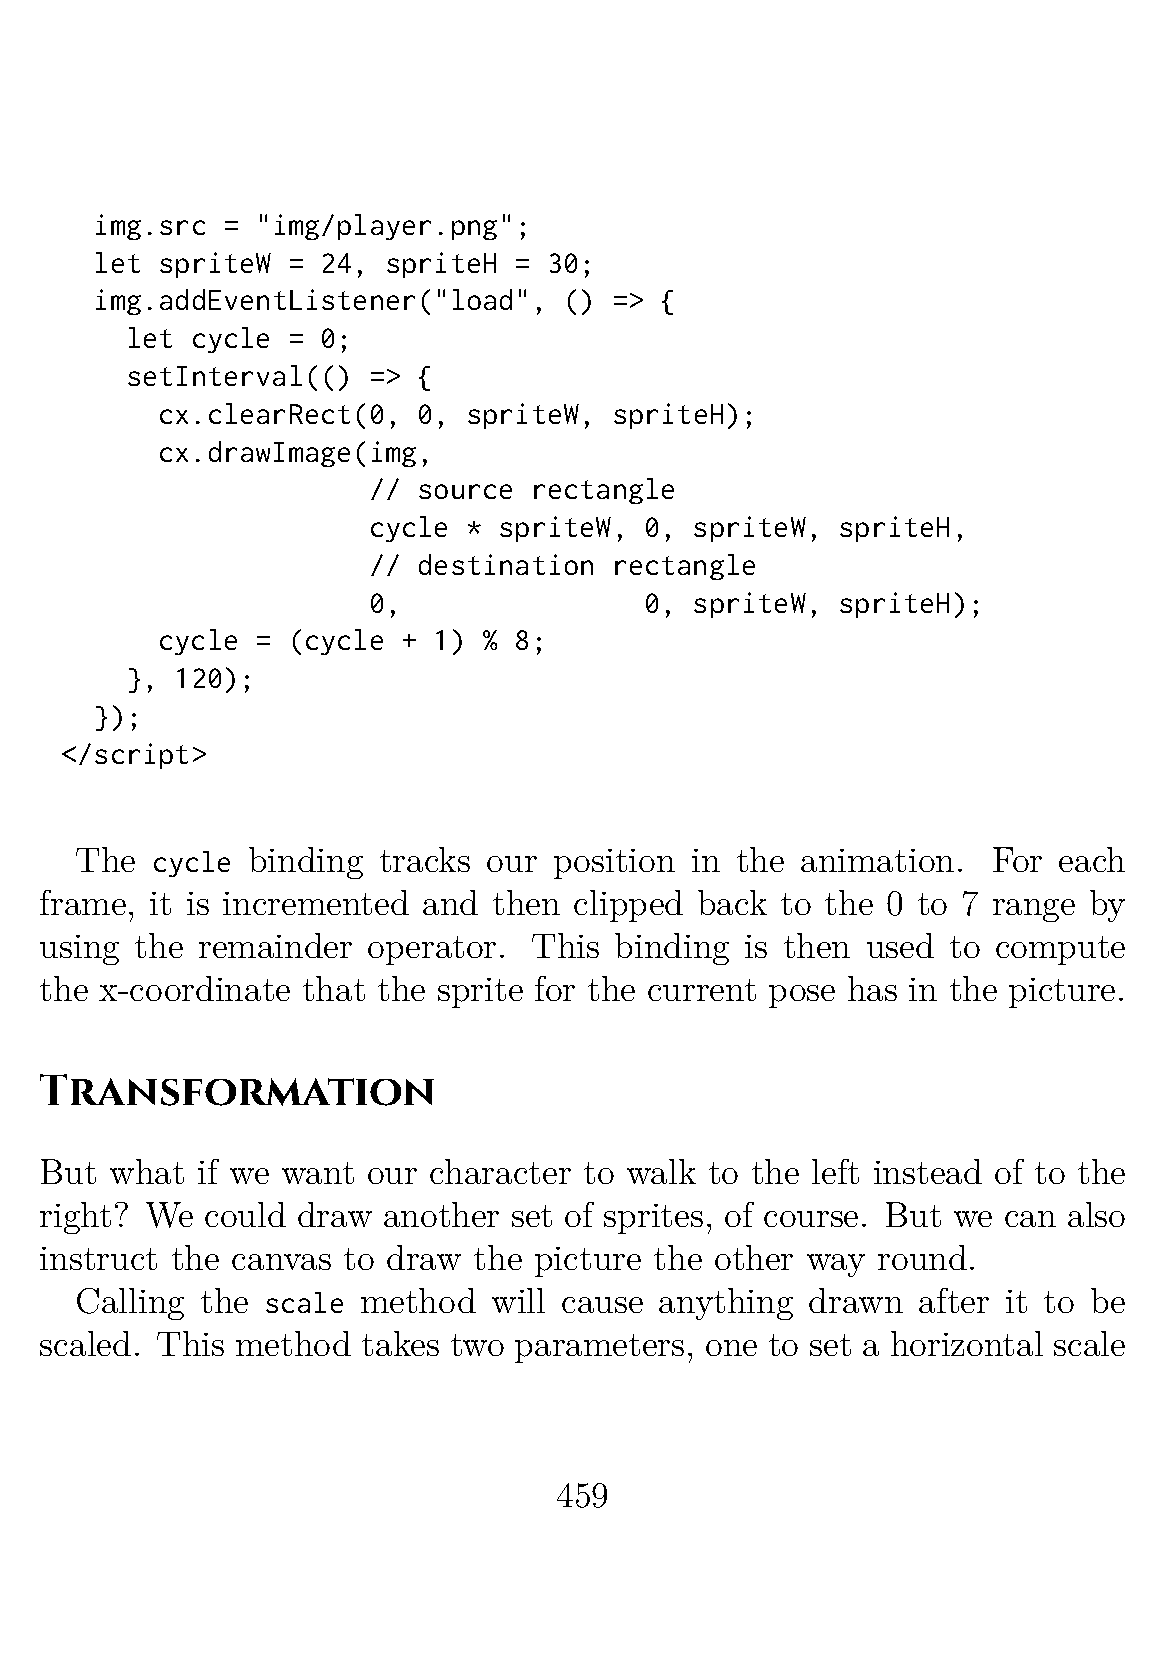 img.src = "img/player.png";
let spriteW = 24, spriteH = 30;
img.addEventListener("load", () => {
  let cycle = 0;
  setInterval(() => {
    cx.clearRect(0, 0, spriteW, spriteH);
    cx.drawImage(img,
                 // source rectangle
                 cycle * spriteW, 0, spriteW, spriteH,
                 // destination rectangle
                 0,               0, spriteW, spriteH);
    cycle = (cycle + 1) % 8;
  }, 120);
});
</script>
The cycle binding tracks our position in the animation. For each
frame, it is incremented and then clipped back to the 0 to 7 range by
using the remainder operator. This binding is then used to compute
the x-coordinate that the sprite for the current pose has in the picture.
Transformation
But what if we want our character to walk to the left instead of to the
right? We could draw another set of sprites, of course. But we can also
instruct the canvas to draw the picture the other way round.
Calling the scale method will cause anything drawn after it to be
scaled. This method takes two parameters, one to set a horizontal scale
459